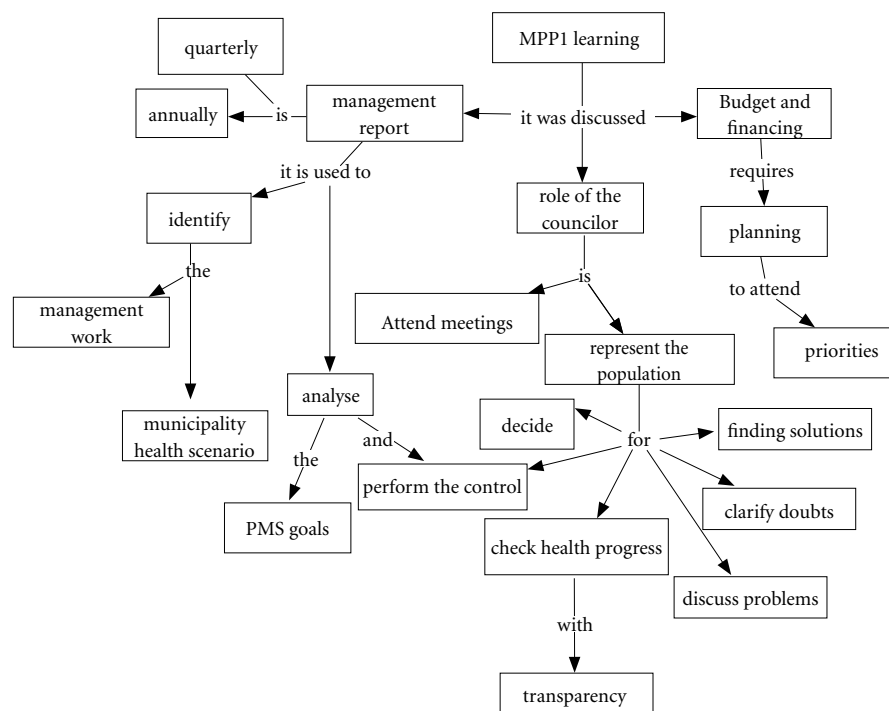 MPP1 learning
quarterly
annually
is
management
report
it was discussed
Budget and
financing
it is used to
requires
identify
role of the
councilor
planning
the
is
to attend
management
work
Attend meetings
represent the
population
priorities
analyse
municipality
health scenario
decide
for
finding solutions
the
and
perform the control
clarify doubts
PMS goals
check health progress
discuss problems
with
transparency